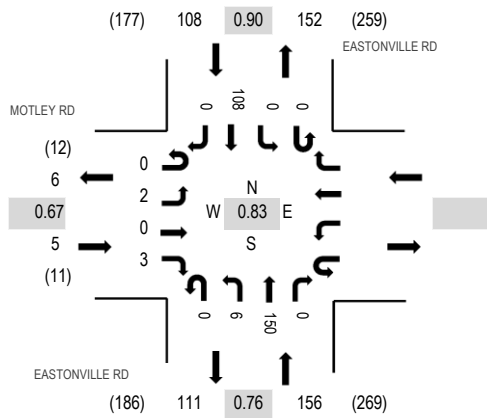 (177) 108 0.90 152 (259)
EASTONVILLE RD
0 108 0 0
MOTLEY RD
(12)
6
0.67
5
(11)
0
2
0
3
N
W 0.83 E
S
0 6 150 0
EASTONVILLE RD
(186) 111 0.76 156 (269)